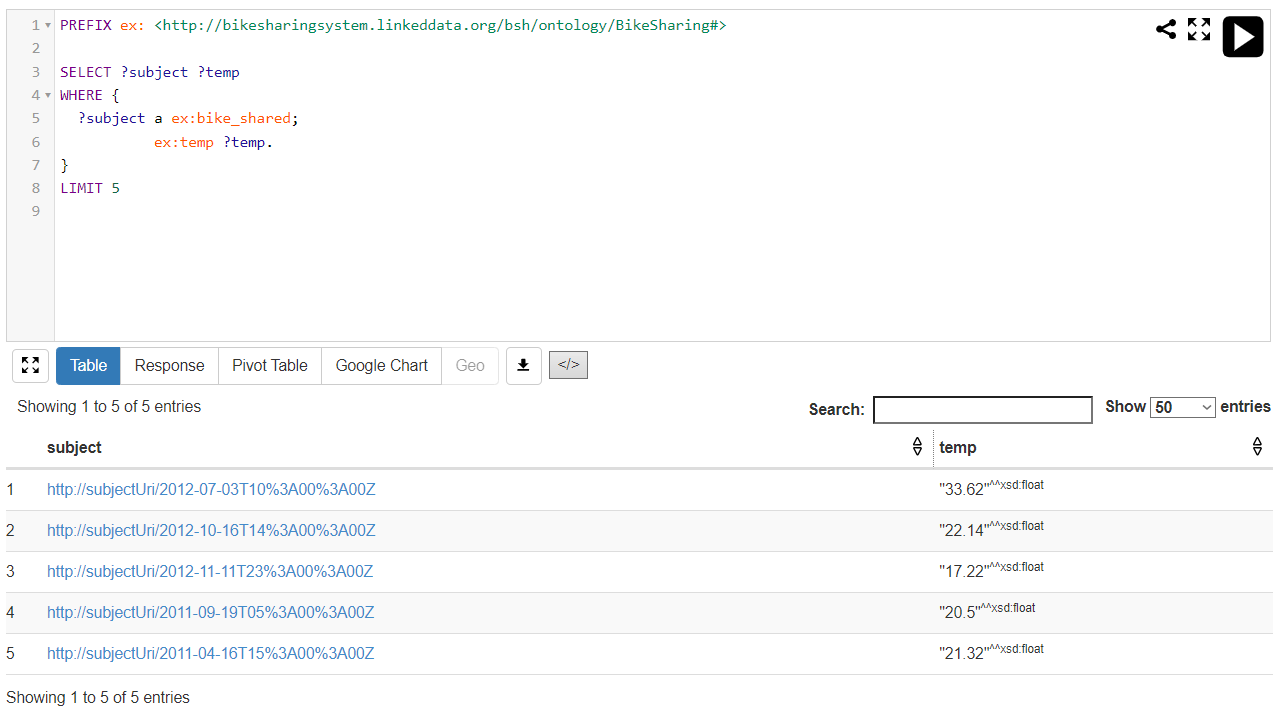 1 PREFIX ex: <http://bikesharingsystem.linkeddata.org/bsh/ontology/BikeSharing#>
2
3 SELECT ?subject ?temp
4 WHERE {
5 ?subject a ex:bike_shared;
6 ex:temp ?temp.
7 }
8 LIMIT 5
9
Table Response Pivot Table Google Chart Geo </>
Showing 1 to 5 of 5 entries Search: Show 50 entries
subject temp
1 http://subjectUri/2012-07-03T10%3A00%3A00Z "33.62"^^xsd:float
2 http://subjectUri/2012-10-16T14%3A00%3A00Z "22.14"^^xsd:float
3 http://subjectUri/2012-11-11T23%3A00%3A00Z "17.22"^^xsd:float
4 http://subjectUri/2011-09-19T05%3A00%3A00Z "20.5"^^xsd:float
5 http://subjectUri/2011-04-16T15%3A00%3A00Z "21.32"^^xsd:float
Showing 1 to 5 of 5 entries